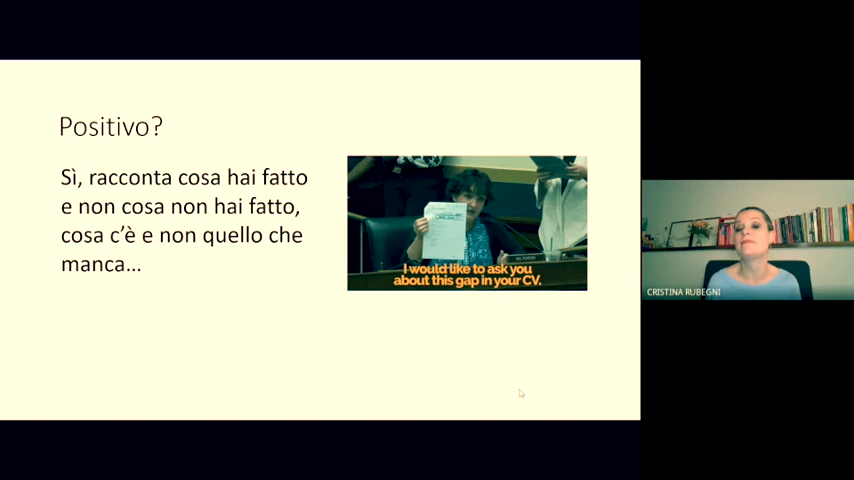 Positivo?
Sì, racconta cosa hai fatto
e non cosa non hai fatto,
cosa c'è e non quello che
manca...
I would like to ask you
about this gap in your CV.
CRISTINA RUBEGNI